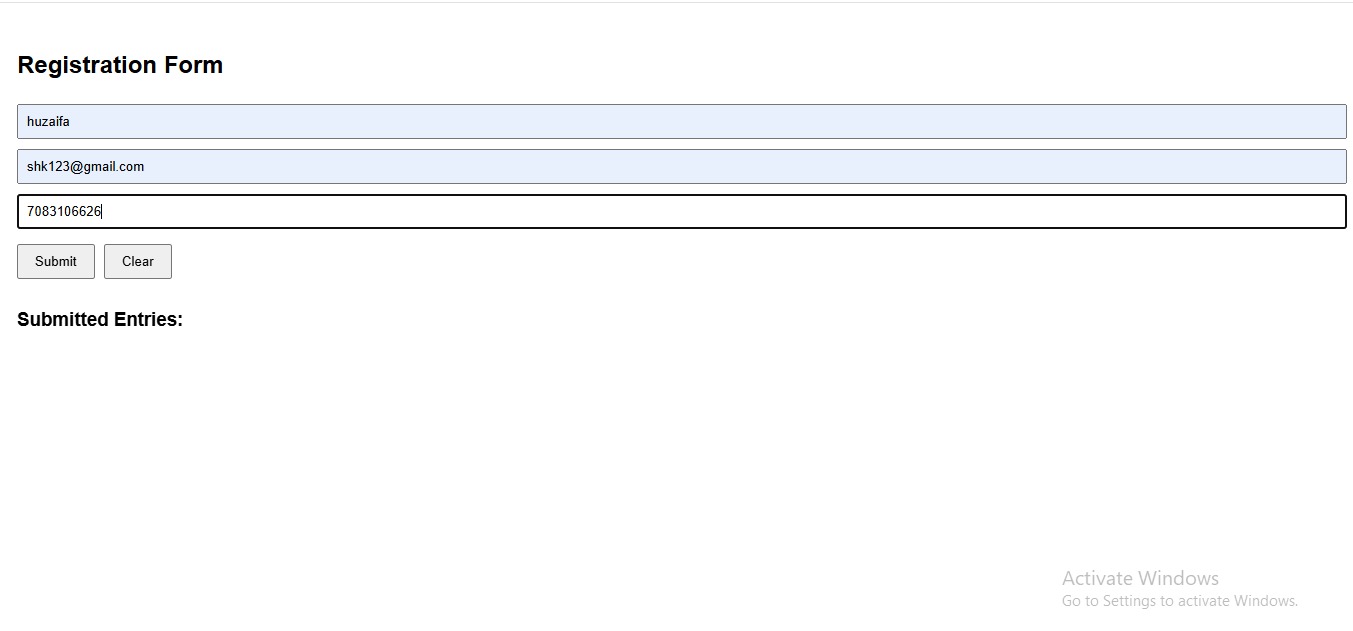 Registration Form
huzaifa
shk123@gmail.com
7083106626
Submit Clear
Submitted Entries:
Activate Windows
Go to Settings to activate Windows.